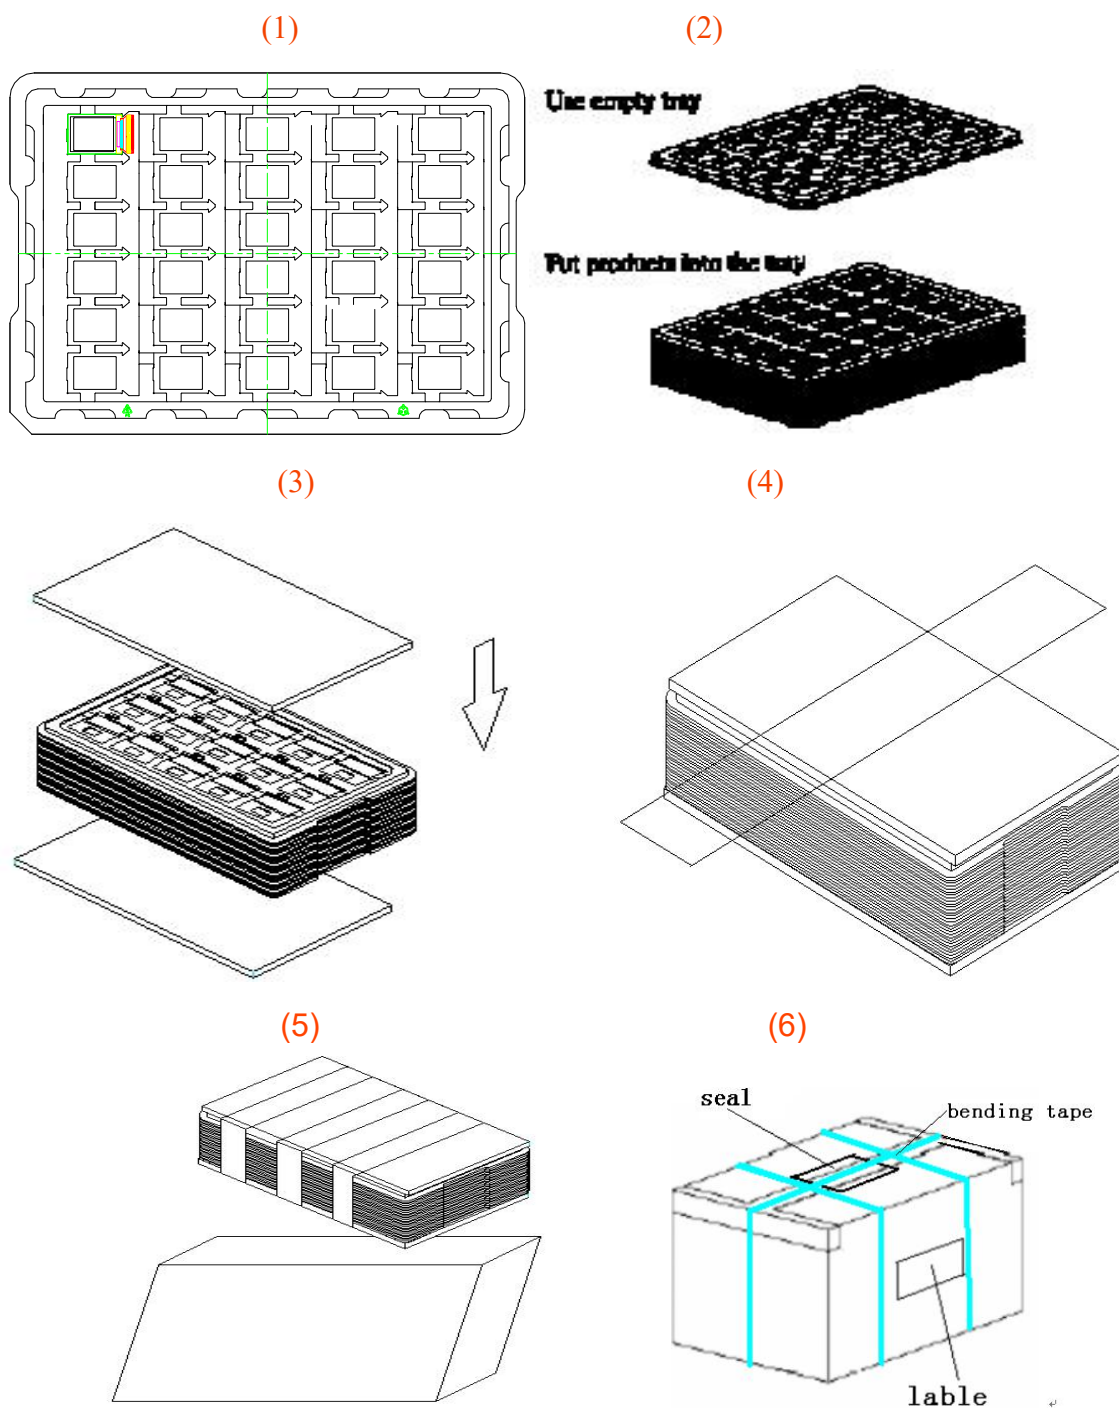 (1)
(2)
Use empty tray
Put products into the tray
(3)
(4)
(5)
(6)
seal
bending tape
lable